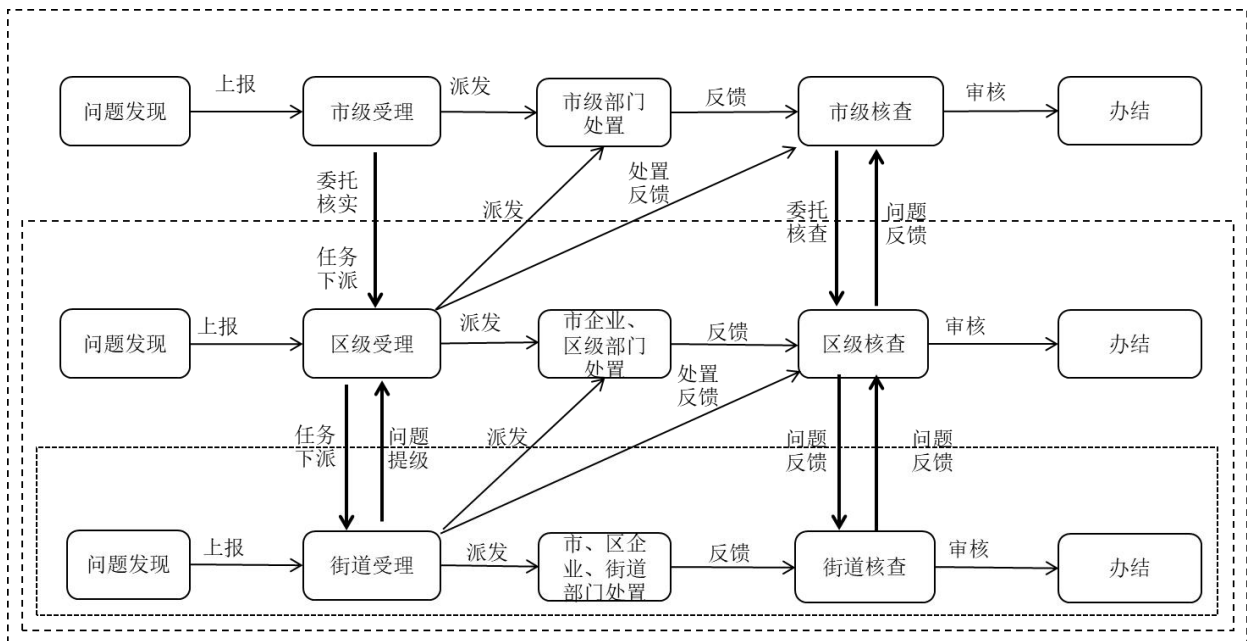 上报
派发
反馈
审核
问题发现
市级受理
市级部门
处置
市级核查
办结
委托
核实
派发
处置
反馈
委托
核查
问题
反馈
任务
下派
上报
派发
反馈
审核
问题发现
区级受理
市企业、
区级部门
处置
区级核查
办结
处置
反馈
任务
下派
问题
提级
派发
问题
反馈
问题
反馈
上报
派发
反馈
审核
问题发现
街道受理
市、区企
业、街道
部门处置
街道核查
办结